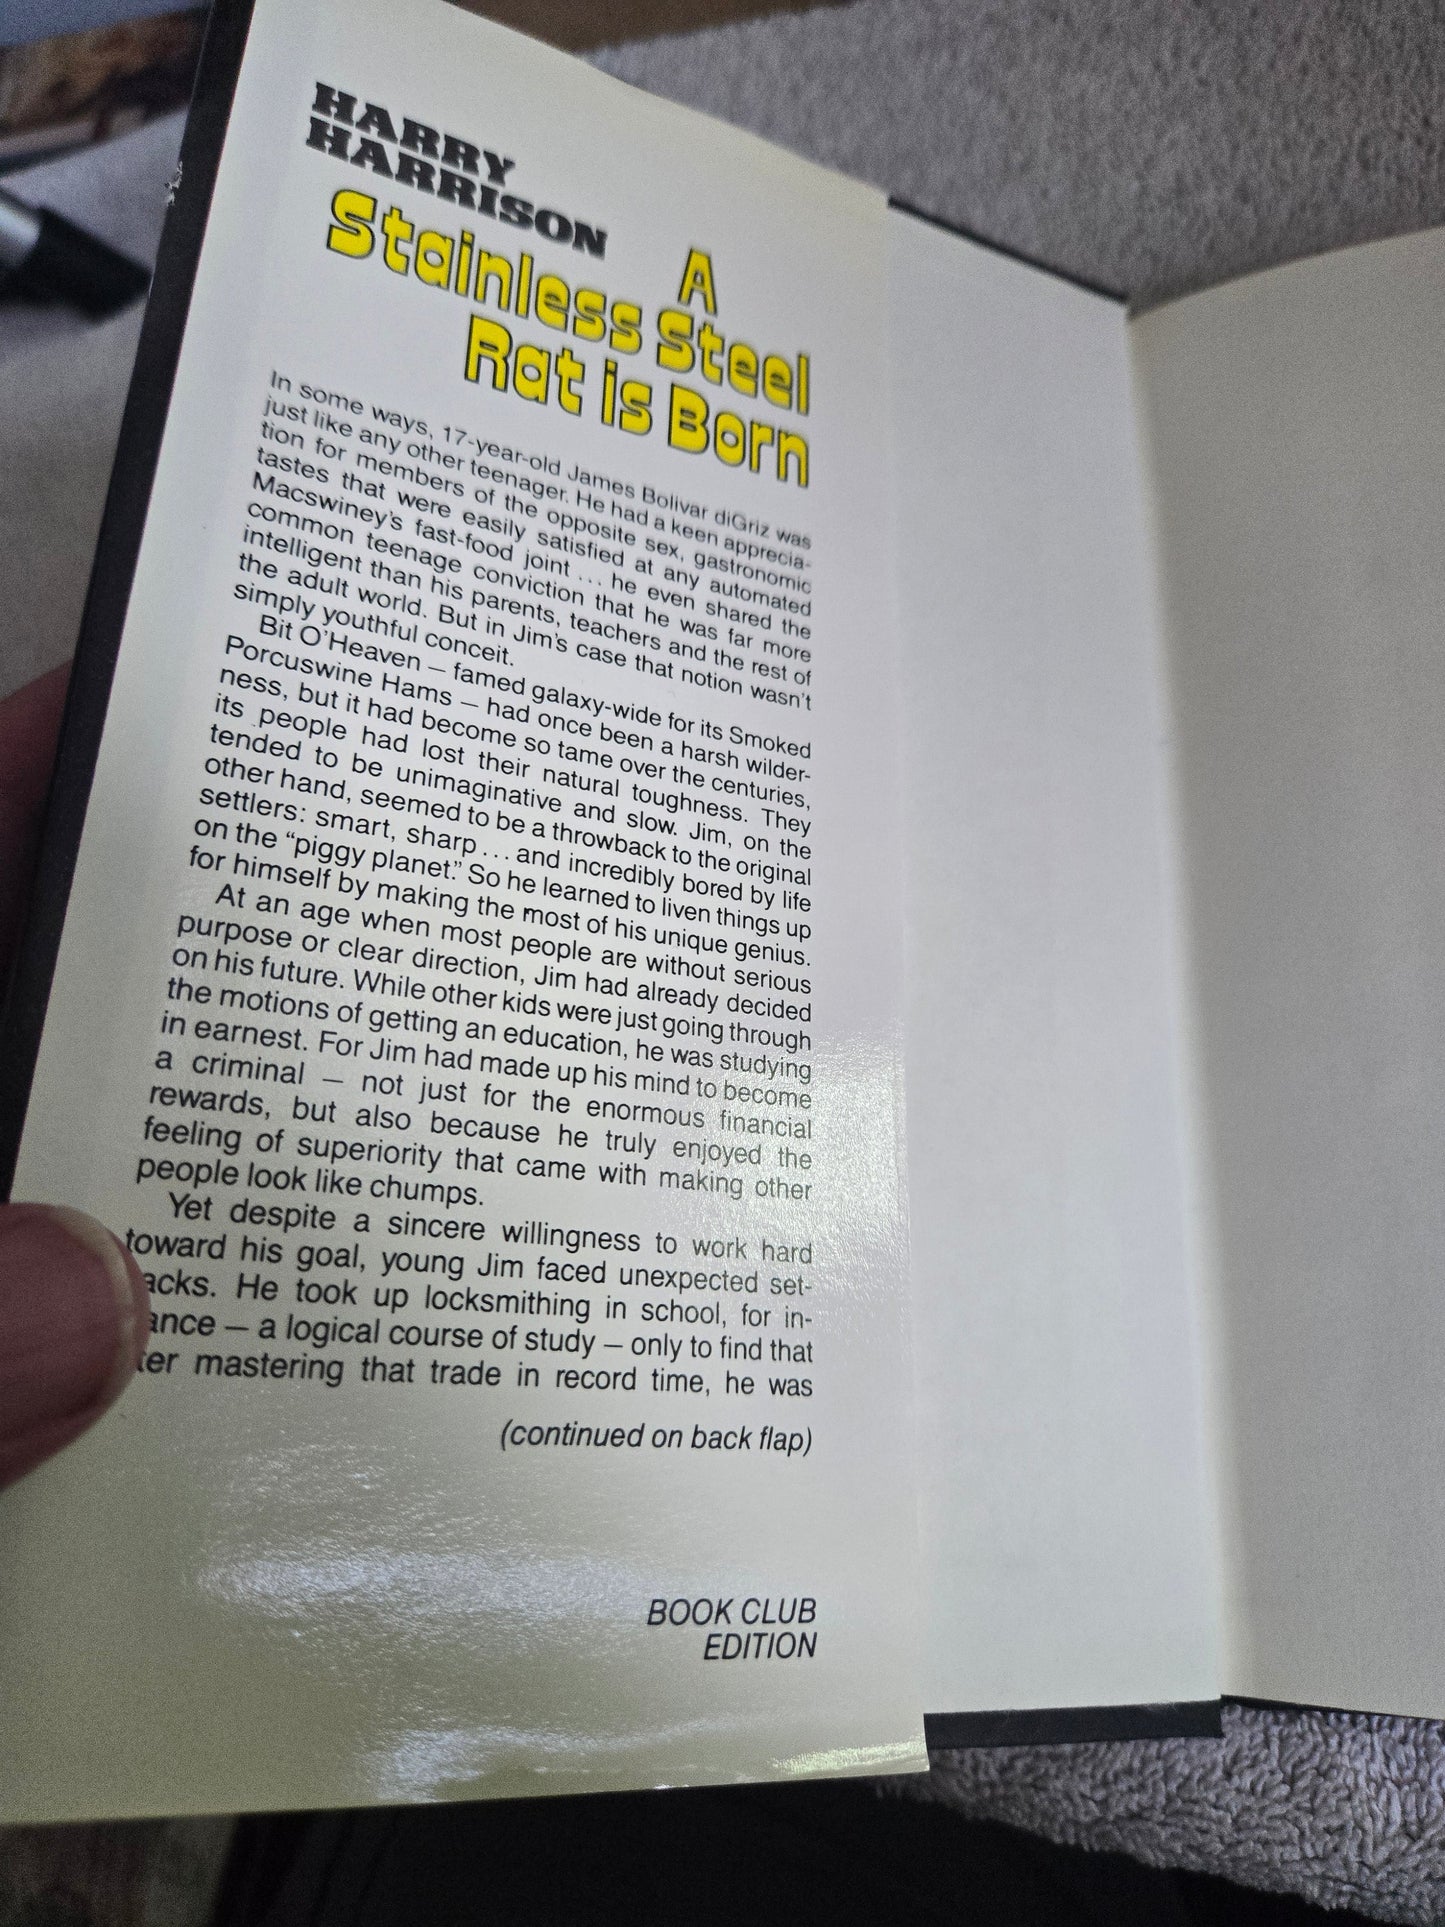 HARRY
HARRISON
A
Stainless Steel
Rat is Born
In some ways, 17-year-old James Bolivar diGriz was
just like any other teenager. He had a keen apprecia-
tion for members of the opposite sex, gastronomic
tastes that were easily satisfied at any automated
Macswiney's fast-food joint ... he even shared the
common teenage conviction that he was far more
intelligent than his parents, teachers and the rest of
the adult world. But in Jim's case that notion wasn't
simply youthful conceit.
Bit O'Heaven – famed galaxy-wide for its Smoked
Porcuswine Hams – had once been a harsh wilder-
ness, but it had become so tame over the centuries,
its people had lost their natural toughness. They
tended to be unimaginative and slow. Jim, on the
other hand, seemed to be a throwback to the original
settlers: smart, sharp ... and incredibly bored by life
on the “piggy planet.” So he learned to liven things up
for himself by making the most of his unique genius.
At an age when most people are without serious
purpose or clear direction, Jim had already decided
on his future. While other kids were just going through
the motions of getting an education, he was studying
in earnest. For Jim had made up his mind to become
a criminal – not just for the enormous financial
rewards, but also because he truly enjoyed the
feeling of superiority that came with making other
people look like chumps.
Yet despite a sincere willingness to work hard
toward his goal, young Jim faced unexpected set-
acks. He took up locksmithing in school, for in-
ance – a logical course of study – only to find that
ter mastering that trade in record time, he was
(continued on back flap)
BOOK CLUB
EDITION